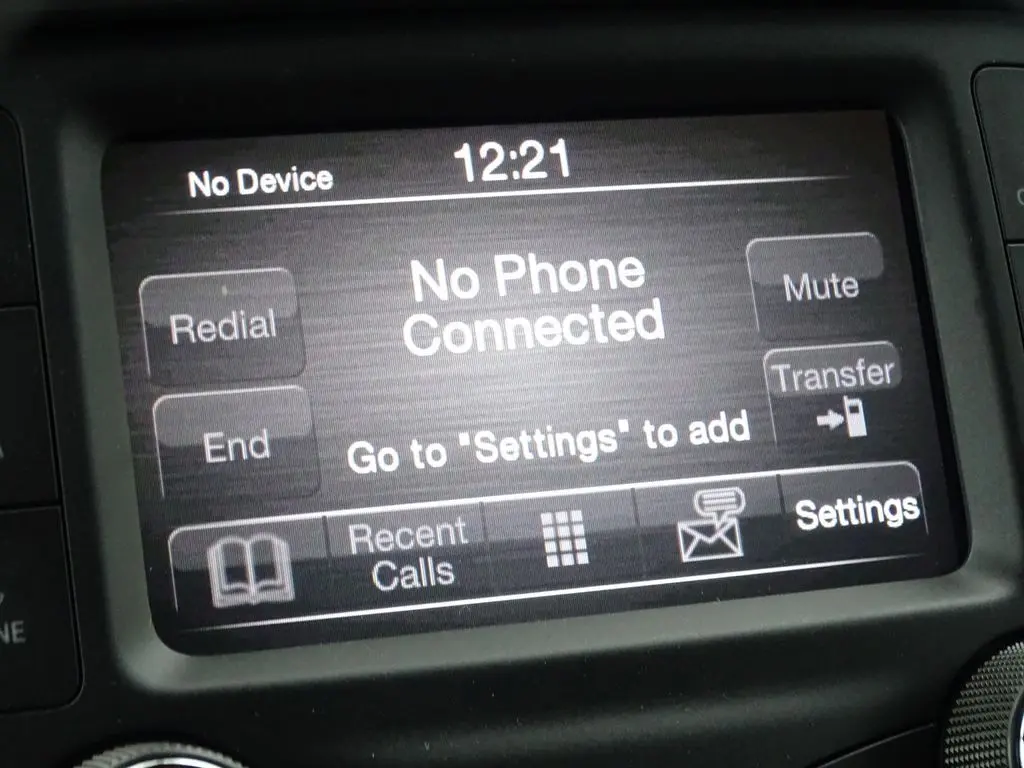 No Device
12:21
Redial
No Phone
Connected
Mute
Transfer
End
Go to "Settings" to add
Recent
Calls
Settings